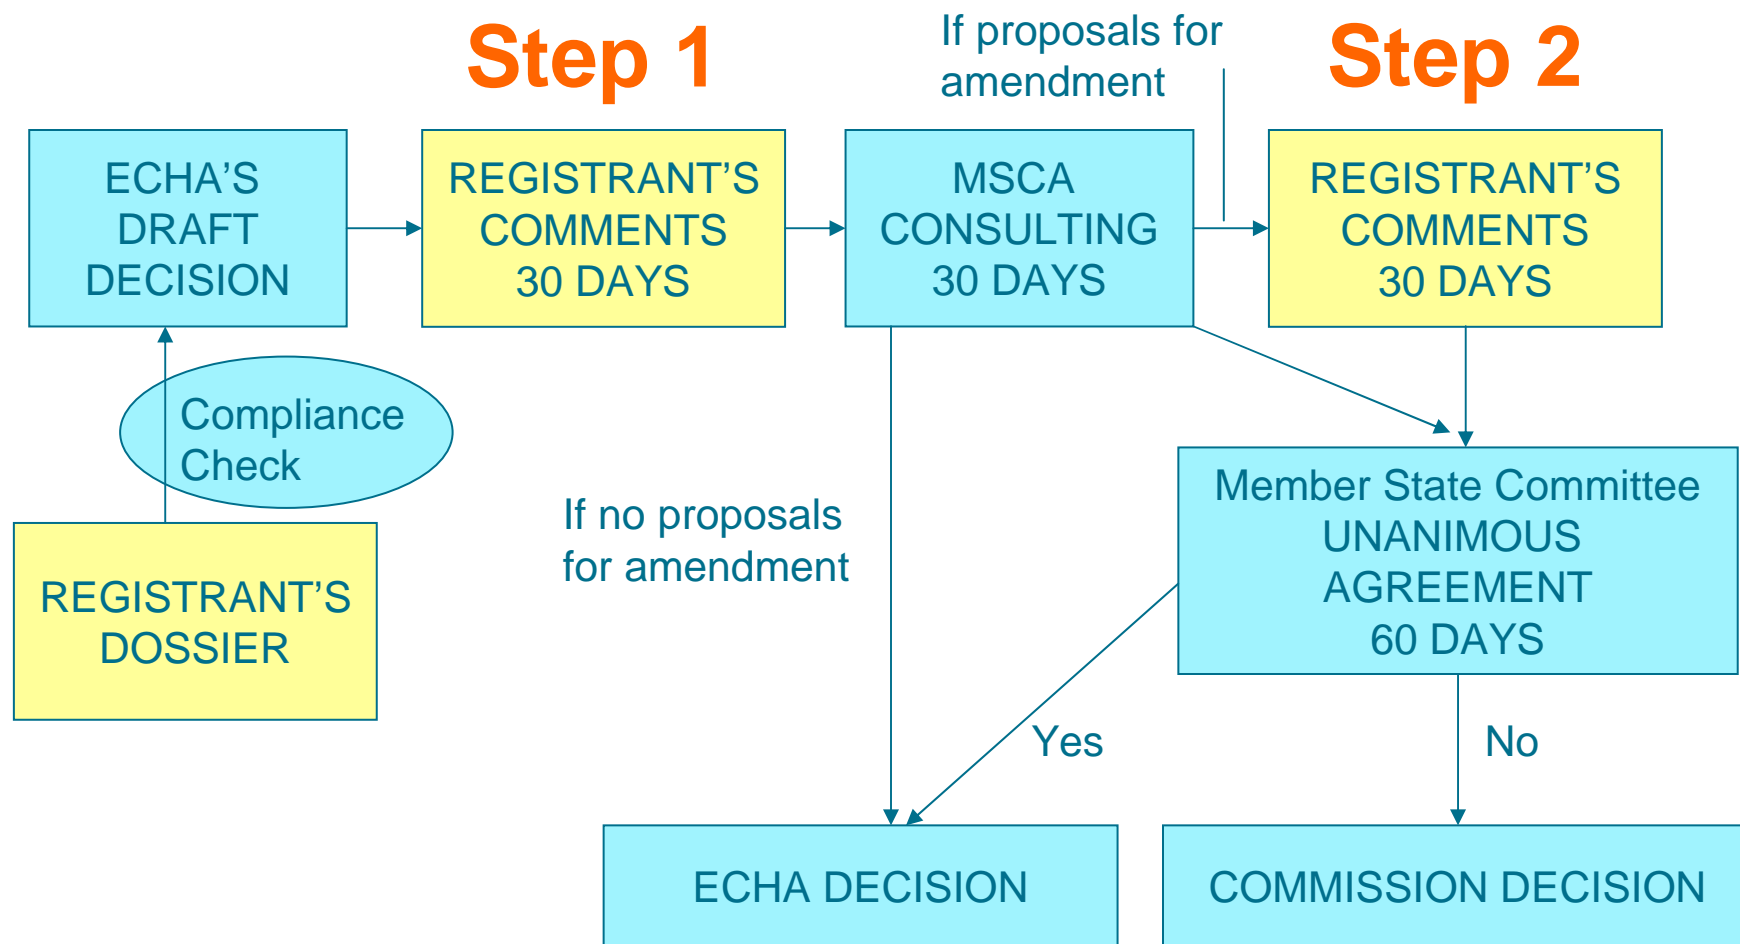 Step 1
If proposals for
amendment
Step 2
ECHA’S
DRAFT
DECISION
REGISTRANT’S
COMMENTS
30 DAYS
MSCA
CONSULTING
30 DAYS
REGISTRANT’S
COMMENTS
30 DAYS
Compliance
Check
REGISTRANT’S
DOSSIER
If no proposals
for amendment
Member State Committee
UNANIMOUS
AGREEMENT
60 DAYS
Yes
No
ECHA DECISION
COMMISSION DECISION